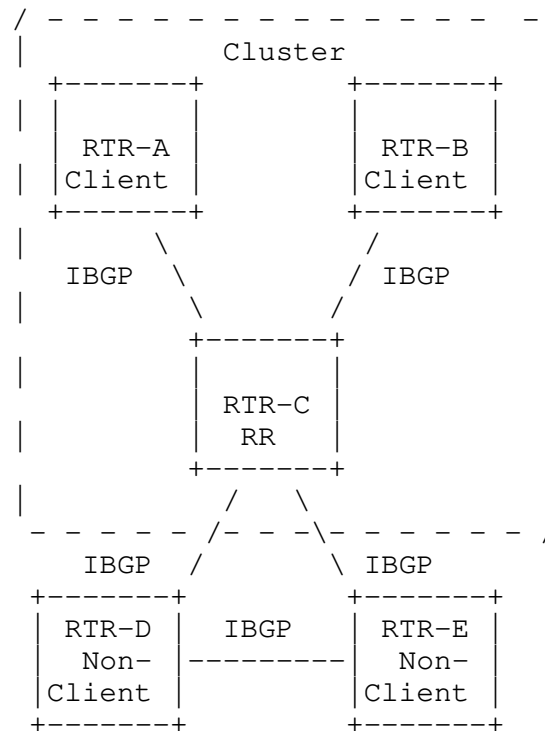 Cluster
RTR-A RTR-B
Client Client
IBGP IBGP
RTR-C
RR
IBGP IBGP
RTR-D IBGP RTR-E
Non- Non-
Client Client